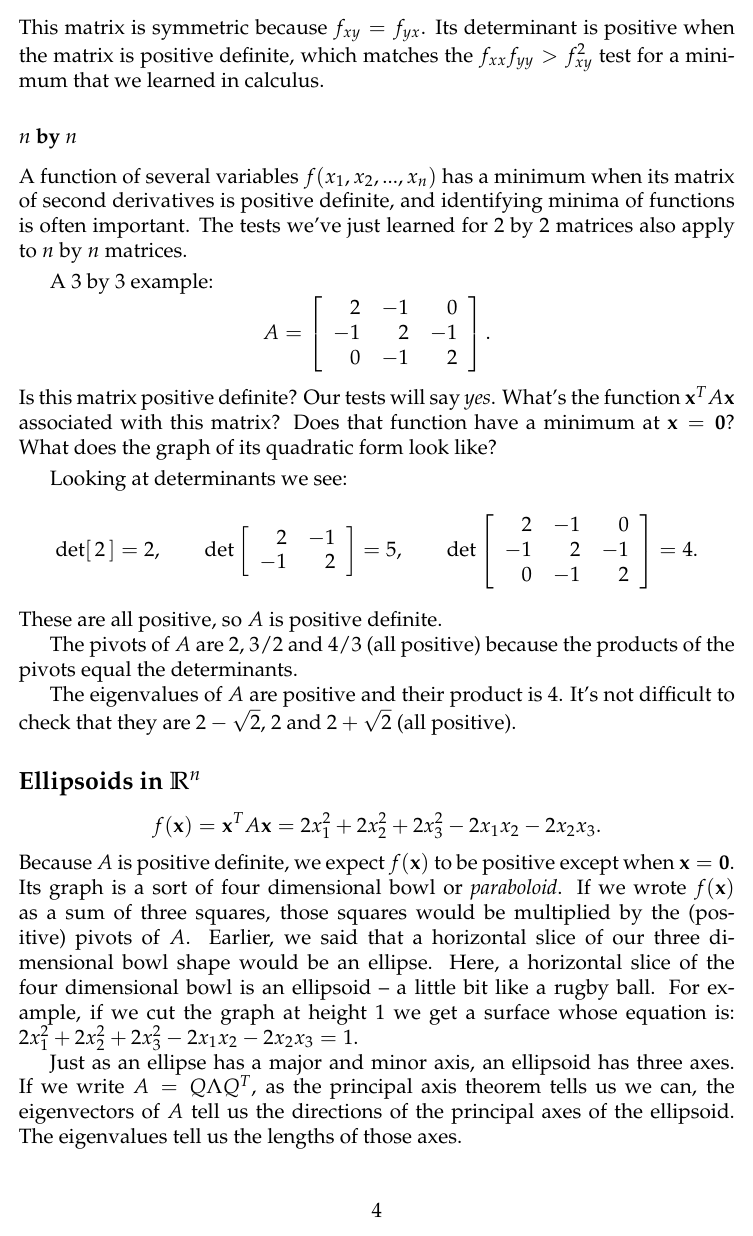 This matrix is symmetric because f_xy = f_yx. Its determinant is positive when
the matrix is positive definite, which matches the f_xx f_yy > f_xy^2 test for a mini-
mum that we learned in calculus.
n by n
A function of several variables f(x_1, x_2, ..., x_n) has a minimum when its matrix
of second derivatives is positive definite, and identifying minima of functions
is often important. The tests we've just learned for 2 by 2 matrices also apply
to n by n matrices.
A 3 by 3 example:
A = [ 2 −1 0 ; −1 2 −1 ; 0 −1 2 ].
Is this matrix positive definite? Our tests will say yes. What's the function x^T Ax
associated with this matrix? Does that function have a minimum at x = 0?
What does the graph of its quadratic form look like?
Looking at determinants we see:
det[ 2 ] = 2, det [ 2 −1 ; −1 2 ] = 5, det [ 2 −1 0 ; −1 2 −1 ; 0 −1 2 ] = 4.
These are all positive, so A is positive definite.
The pivots of A are 2, 3/2 and 4/3 (all positive) because the products of the
pivots equal the determinants.
The eigenvalues of A are positive and their product is 4. It's not difficult to
check that they are 2 − √2, 2 and 2 + √2 (all positive).
Ellipsoids in ℝ^n
f(x) = x^T Ax = 2x_1^2 + 2x_2^2 + 2x_3^2 − 2x_1x_2 − 2x_2x_3.
Because A is positive definite, we expect f(x) to be positive except when x = 0.
Its graph is a sort of four dimensional bowl or paraboloid. If we wrote f(x)
as a sum of three squares, those squares would be multiplied by the (pos-
itive) pivots of A. Earlier, we said that a horizontal slice of our three di-
mensional bowl shape would be an ellipse. Here, a horizontal slice of the
four dimensional bowl is an ellipsoid – a little bit like a rugby ball. For ex-
ample, if we cut the graph at height 1 we get a surface whose equation is:
2x_1^2 + 2x_2^2 + 2x_3^2 − 2x_1x_2 − 2x_2x_3 = 1.
Just as an ellipse has a major and minor axis, an ellipsoid has three axes.
If we write A = QΛQ^T, as the principal axis theorem tells us we can, the
eigenvectors of A tell us the directions of the principal axes of the ellipsoid.
The eigenvalues tell us the lengths of those axes.
4